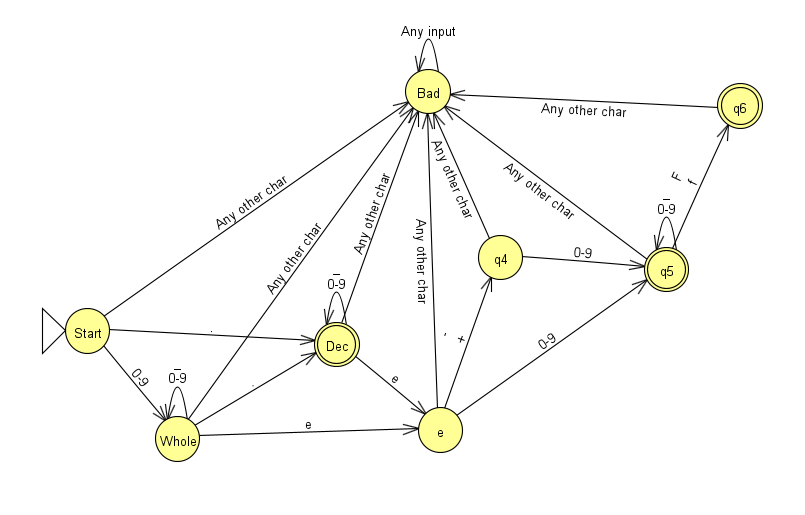 Any input
Bad
q6
Any other char
Any other char
Any other char
Any other char
Any other char
Any other char
Any other char
F
f
_
0-9
q4
0-9
q5
_
0-9
Start
.
Dec
-
+
0-9
0-9
_
0-9
.
e
Whole
e
e